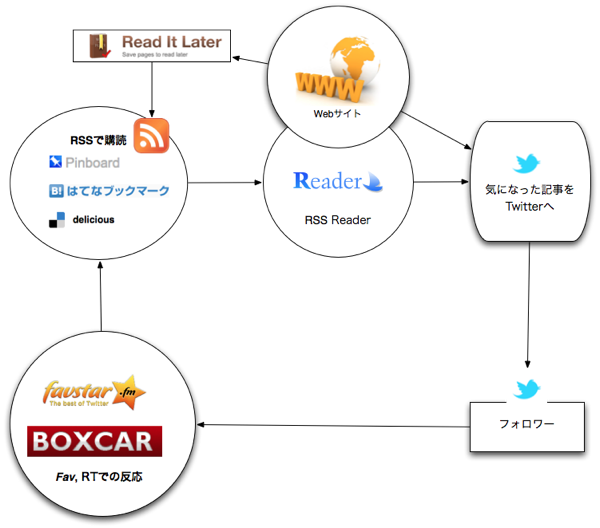 Read It Later
Save pages to read later
WWW
Webサイト
RSSで購読
Pinboard
B! はてなブックマーク
delicious
Reader
RSS Reader
気になった記事を
Twitterへ
favstar.fm
The best of Twitter
BOXCAR
Fav, RTでの反応
フォロワー